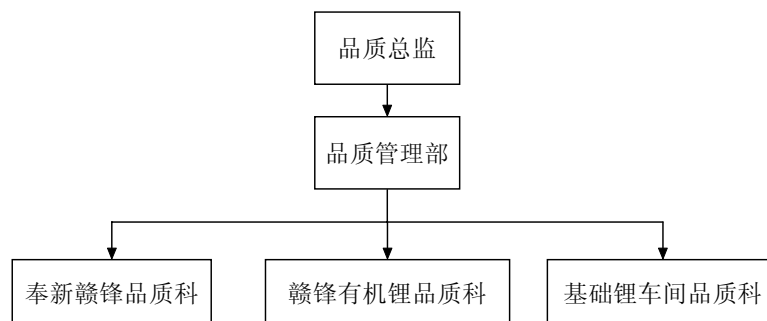 品质总监
品质管理部
奉新赣锋品质科
赣锋有机锂品质科
基础锂车间品质科